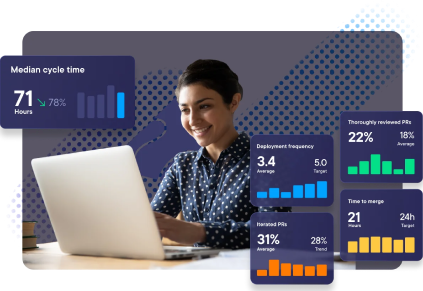 Median cycle time
71
Hours
78%
Deployment frequency
3.4
Average
5.0
Target
Thoroughly reviewed PRs
22%
18%
Average
Iterated PRs
31%
Average
28%
Trend
Time to merge
21
Hours
24h
Target